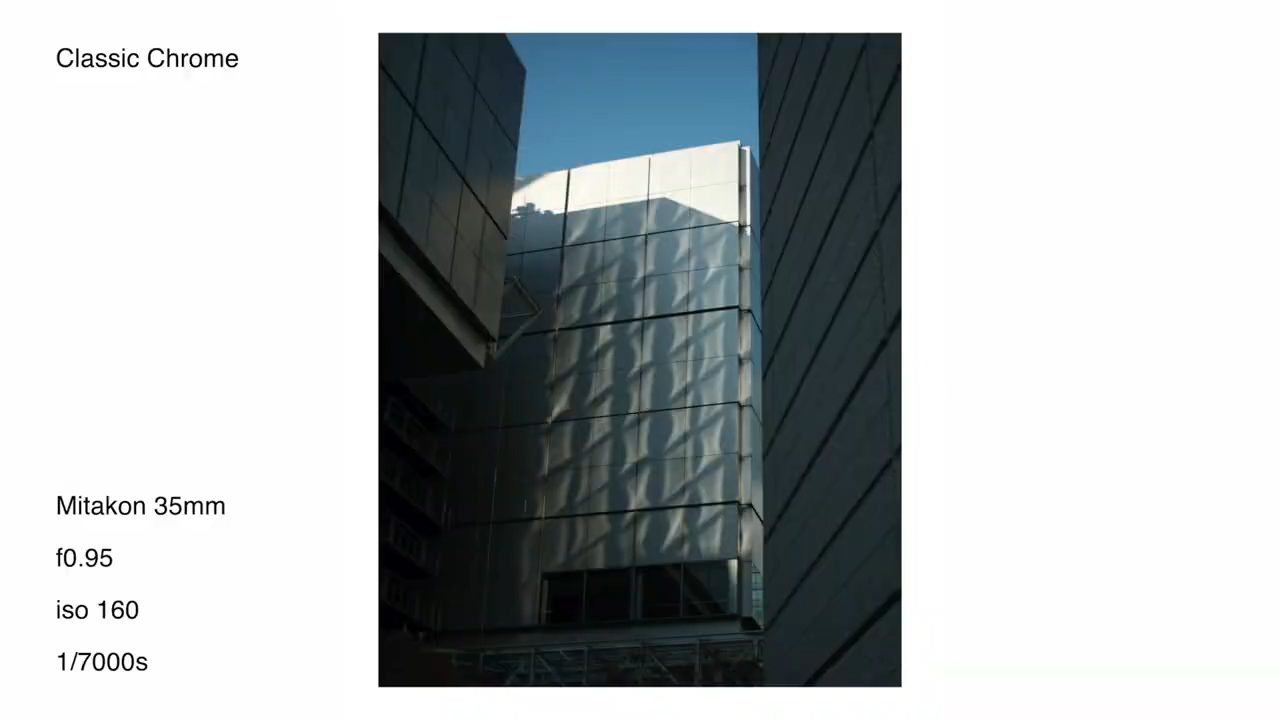 Classic Chrome
Mitakon 35mm
f0.95
iso 160
1/7000s